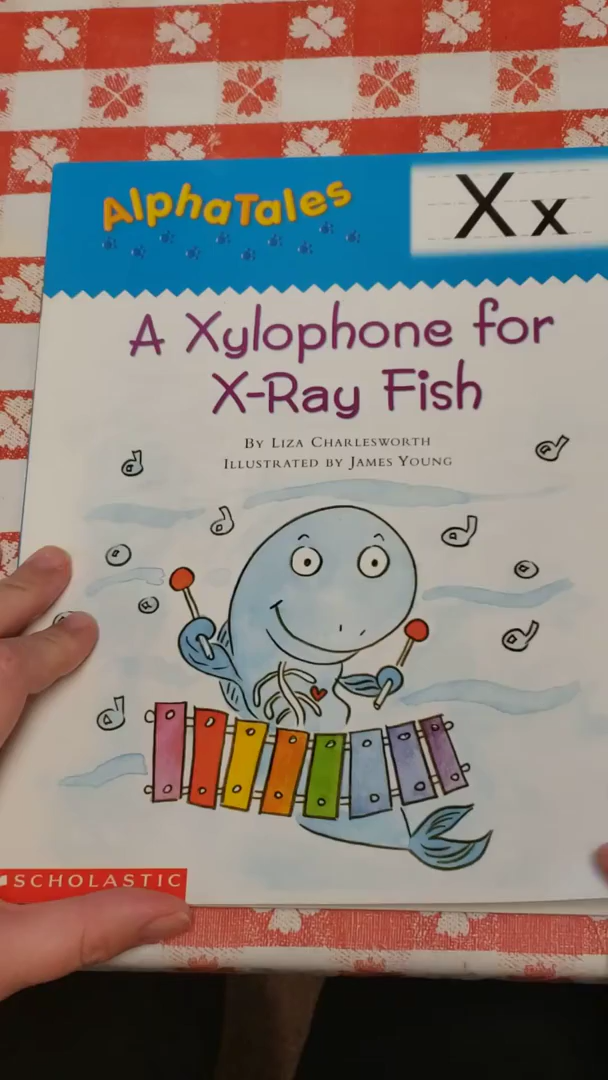 AlphaTales
Xx
A Xylophone for
X-Ray Fish
BY LIZA CHARLESWORTH
ILLUSTRATED BY JAMES YOUNG
SCHOLASTIC